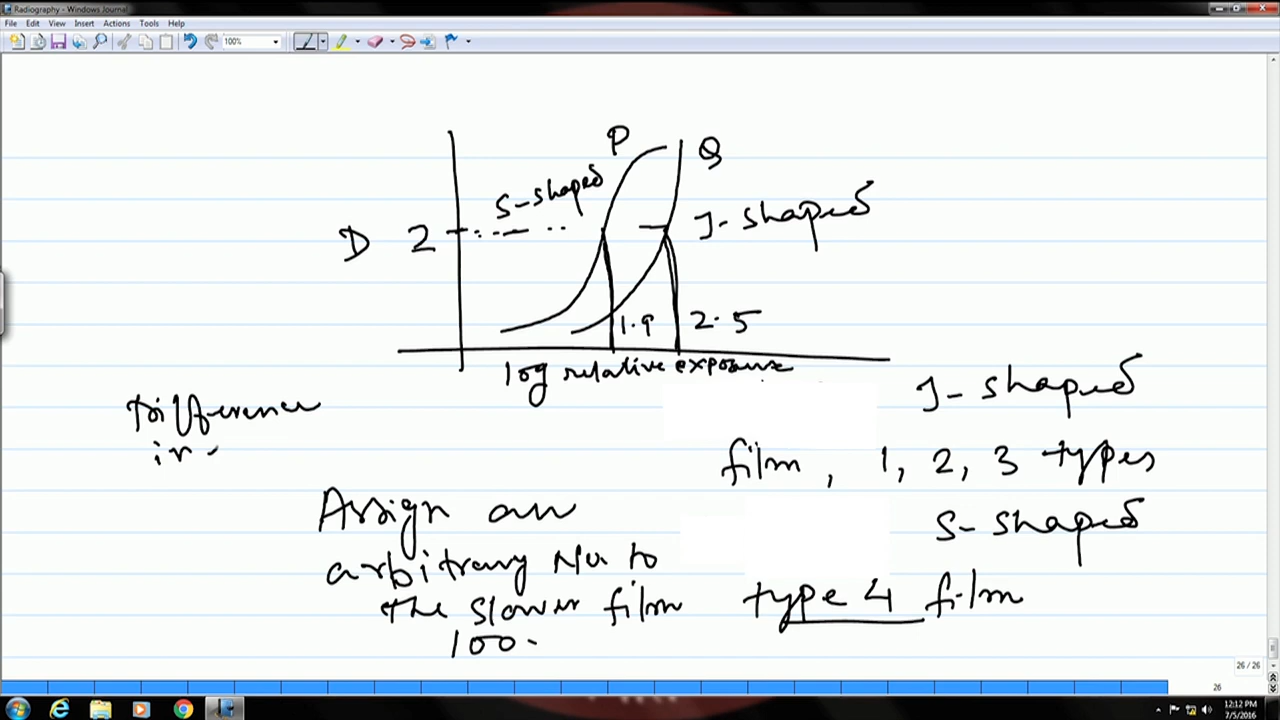 Radiography - Windows Journal
File Edit View Insert Actions Tools Help
100%
P
Q
S-shaped
J-shaped
D 2
1.9
2.5
log relative exposure
Difference
in
J-shaped
film, 1, 2, 3 types
S-shaped
type 4 film
Assign an
arbitrary No to
the slower film
100.
26 / 26
26
12:12 PM
7/5/2016